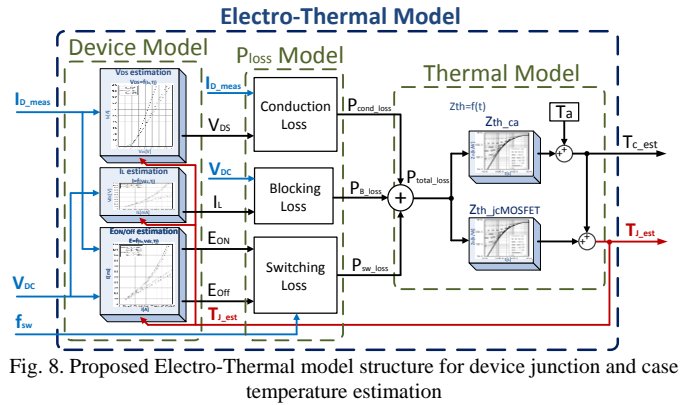 Electro-Thermal Model
Device Model
Ploss Model
Thermal Model
VDS estimation
ID_meas
ID_meas
VDS
Conduction
Loss
Pcond_loss
Zth=f(t)
Zth_ca
Ta
Tc_est
VDC
IL estimation
IL
Blocking
Loss
PB_loss
Ptotal_loss
EON/Off estimation
EON
Zth_jcMOSFET
Switching
Loss
Psw_loss
TJ_est
VDC
EOff
fsw
TJ_est
Fig. 8. Proposed Electro-Thermal model structure for device junction and case
temperature estimation